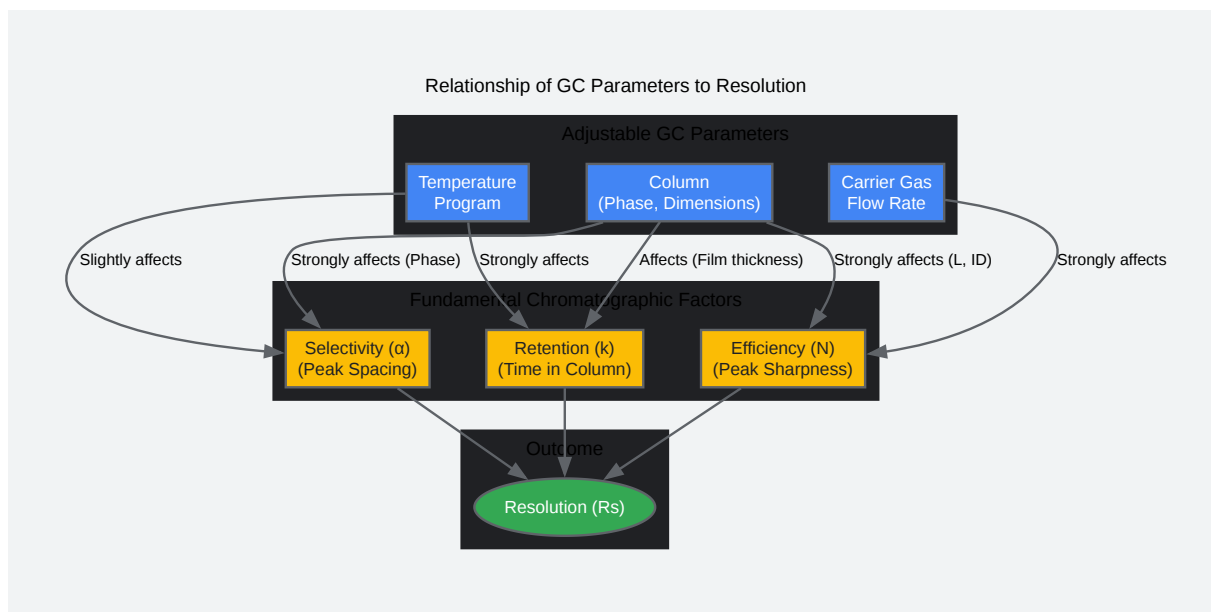 Relationship of GC Parameters to Resolution
Adjustable GC Parameters
Temperature
Program
Column
(Phase, Dimensions)
Carrier Gas
Flow Rate
Slightly affects
Strongly affects (Phase)
Strongly affects
Affects (Film thickness)
Strongly affects (L, ID)
Strongly affects
Fundamental Chromatographic Factors
Selectivity (α)
(Peak Spacing)
Retention (k)
(Time in Column)
Efficiency (N)
(Peak Sharpness)
Outcome
Resolution (Rs)